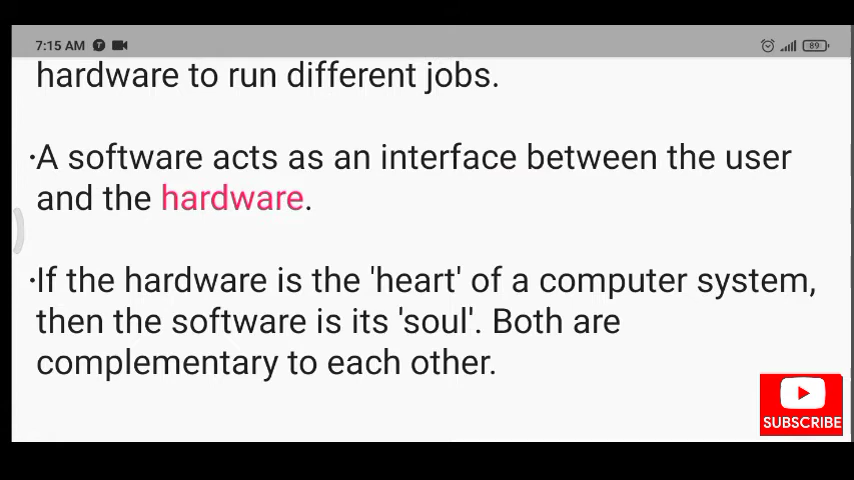 7:15 AM
89
hardware to run different jobs.
·A software acts as an interface between the user
and the hardware.
·If the hardware is the 'heart' of a computer system,
then the software is its 'soul'. Both are
complementary to each other.
SUBSCRIBE